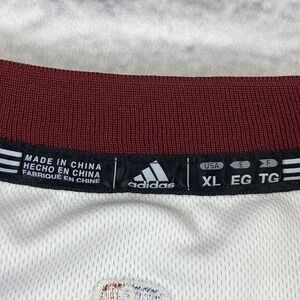 MADE IN CHINA
HECHO EN CHINA
FABRIQUÉ EN CHINE
adidas
USA E F
XL EG TG